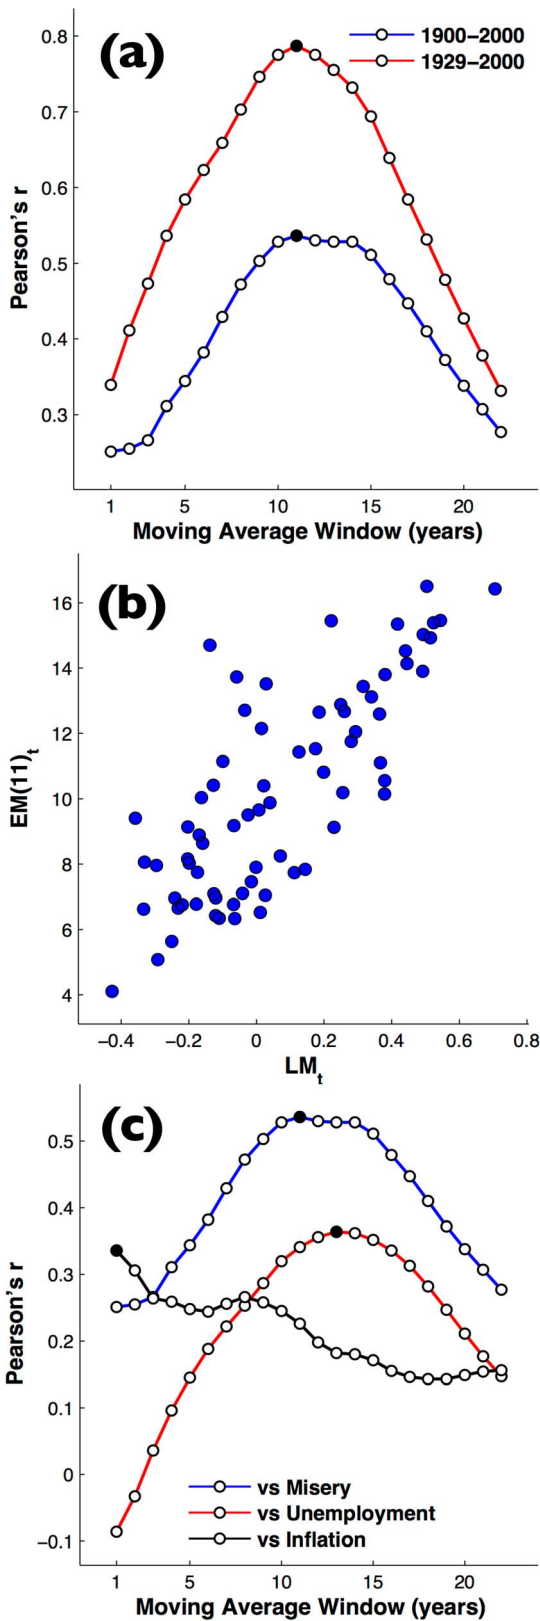 (a)
1900–2000
1929–2000
0.8
0.7
0.6
0.5
0.4
0.3
Pearson's r
1 5 10 15 20
Moving Average Window (years)
(b)
16
14
12
10
8
6
4
EM(11)t
−0.4 −0.2 0 0.2 0.4 0.6 0.8
LMt
(c)
0.5
0.4
0.3
0.2
0.1
0
−0.1
Pearson's r
vs Misery
vs Unemployment
vs Inflation
1 5 10 15 20
Moving Average Window (years)